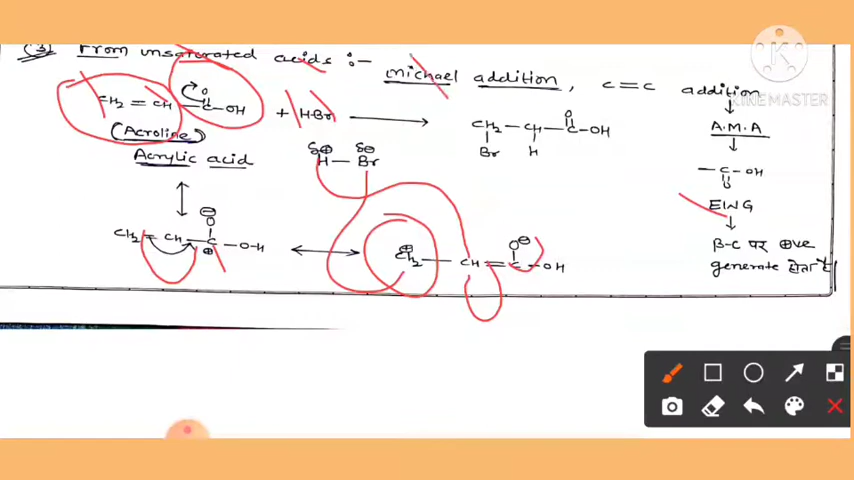 (3) From unsaturated acids :-
michael addition, C=C addition
KINEMASTER
CH2 = CH - C - OH
O
+ HBr
CH2 - CH - C - OH
O
Br H
A.M.A
(Acroline)
Acrylic acid
δ⊕ δ⊖
H - Br
- C - OH
O
EWG
O⊖
CH2 = CH - C - O-H
⊕
⊕
CH2 - CH = C - OH
O⊖
β-C पर ⊕ve
generate होता है